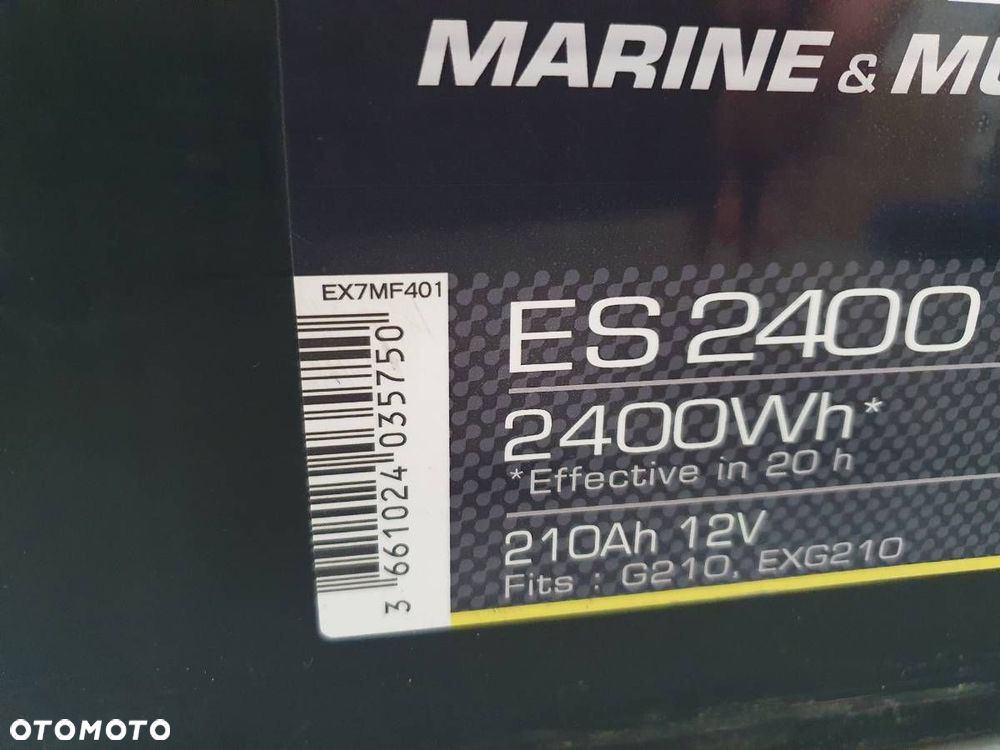 MARINE & MU
EX7MF401
3 661024 035750
ES 2400
2400Wh*
*Effective in 20 h
210Ah 12V
Fits : G210, EXG210
OTOMOTO